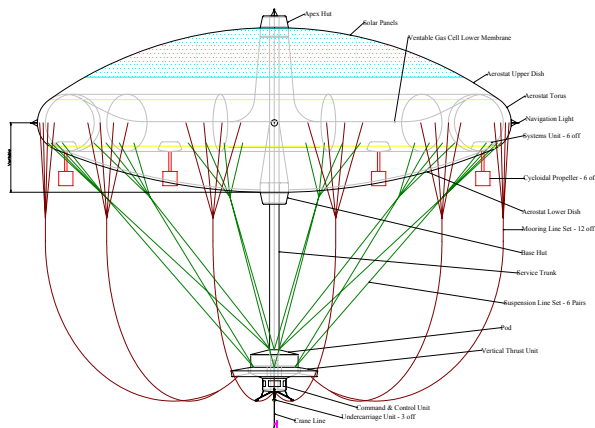 Apex Hut
Solar Panels
Ventable Gas Cell Lower Membrane
Aerostat Upper Dish
Aerostat Torus
Navigation Light
Systems Unit - 6 off
Cycloidal Propeller - 6 of
Aerostat Lower Dish
Mooring Line Set - 12 off
Base Hut
Service Trunk
Suspension Line Set - 6 Pairs
Pod
Vertical Thrust Unit
Command & Control Unit
Undercarriage Unit - 3 off
Crane Line